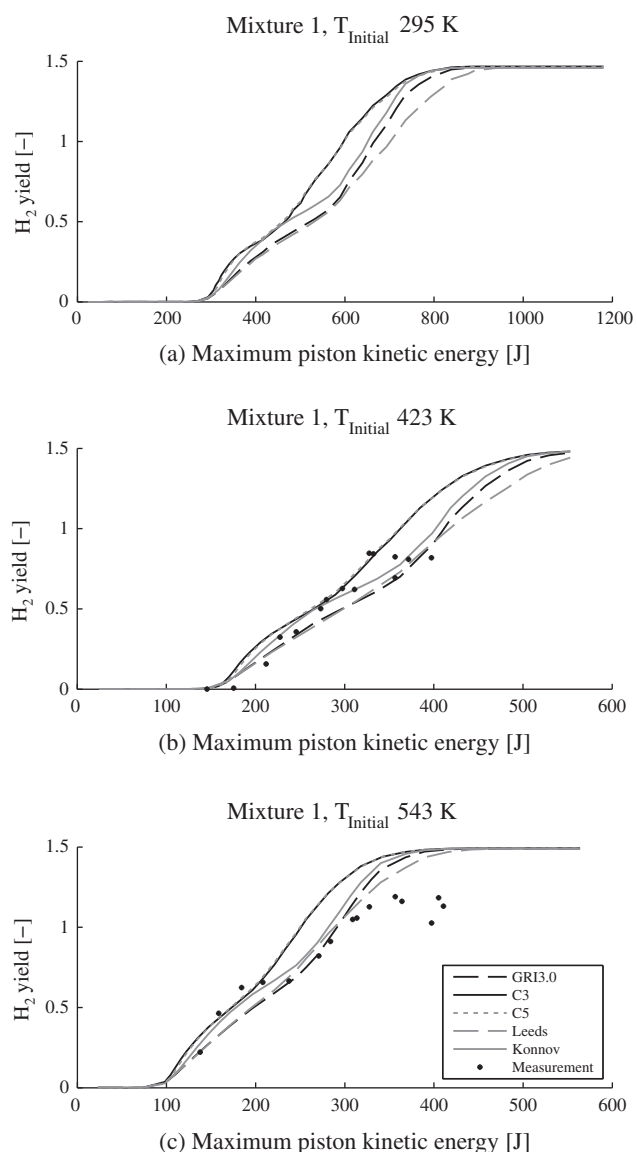 Mixture 1, T_Initial 295 K
1.5
1
0.5
0
H₂ yield [−]
0 200 400 600 800 1000 1200
(a) Maximum piston kinetic energy [J]
Mixture 1, T_Initial 423 K
1.5
1
0.5
0
H₂ yield [−]
0 100 200 300 400 500 600
(b) Maximum piston kinetic energy [J]
Mixture 1, T_Initial 543 K
1.5
1
0.5
0
H₂ yield [−]
GRI3.0
C3
C5
Leeds
Konnov
Measurement
0 100 200 300 400 500 600
(c) Maximum piston kinetic energy [J]